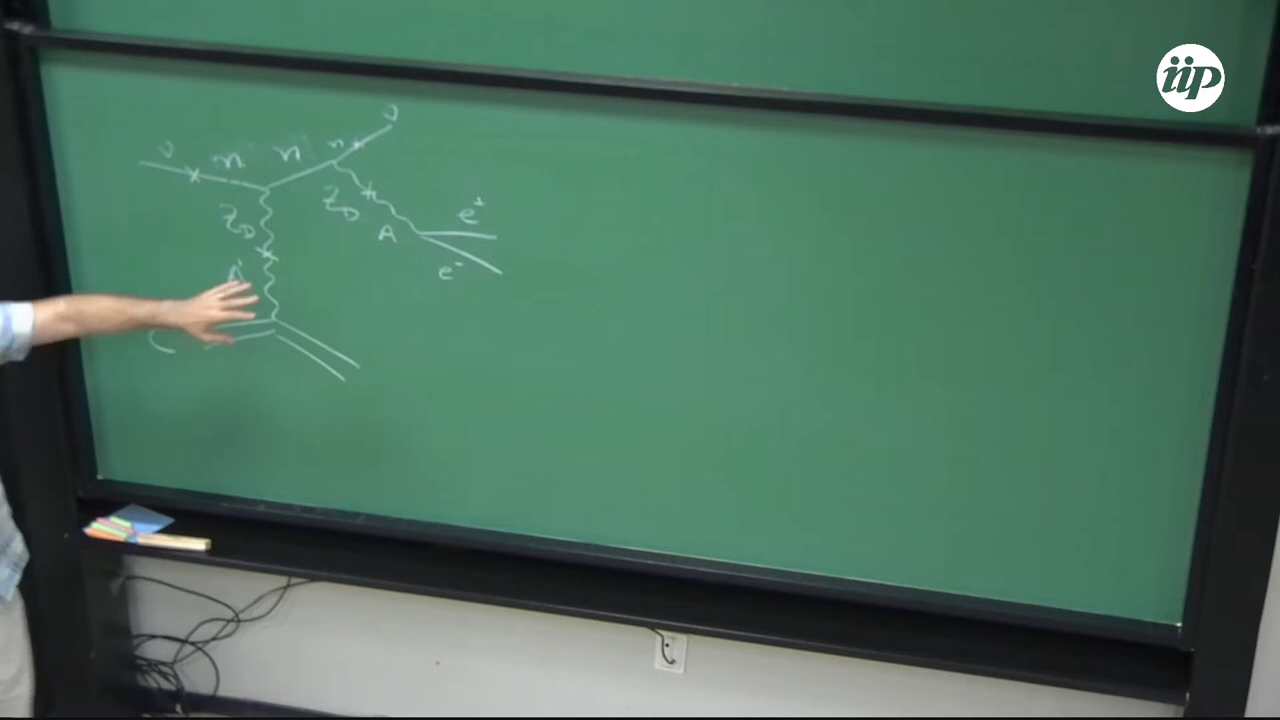 iip
ν
ν n n n
Z_D Z_D e⁺
A
A' e⁻
C